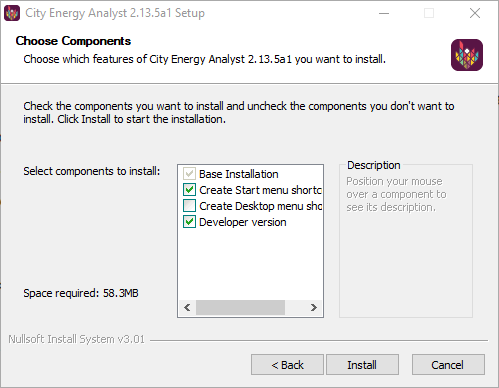 City Energy Analyst 2.13.5a1 Setup
Choose Components
Choose which features of City Energy Analyst 2.13.5a1 you want to install.
Check the components you want to install and uncheck the components you don't want to
install. Click Install to start the installation.
Select components to install:
Base Installation
Create Start menu shortc
Create Desktop menu sho
Developer version
Description
Position your mouse
over a component to
see its description.
Space required: 58.3MB
Nullsoft Install System v3.01
< Back
Install
Cancel